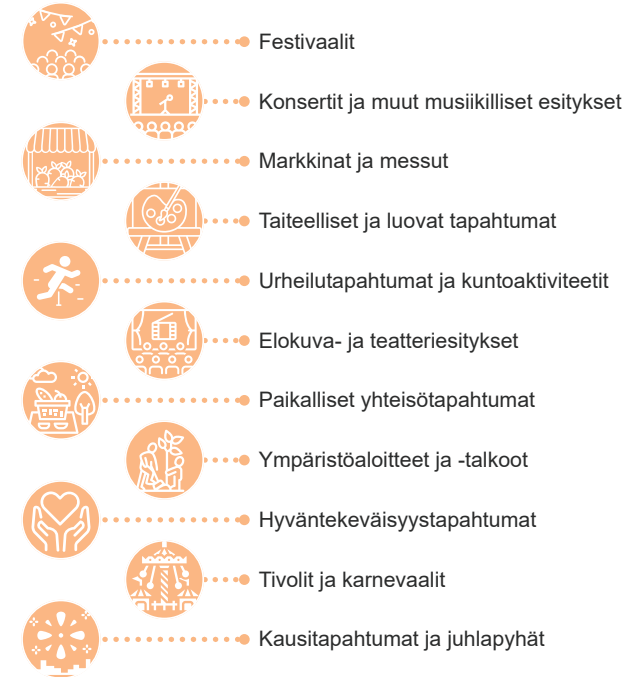 Festivaalit
Konsertit ja muut musiikilliset esitykset
Markkinat ja messut
Taiteelliset ja luovat tapahtumat
Urheilutapahtumat ja kuntoaktiviteetit
Elokuva- ja teatteriesitykset
Paikalliset yhteisötapahtumat
Ympäristöaloitteet ja -talkoot
Hyväntekeväisyystapahtumat
Tivolit ja karnevaalit
Kausitapahtumat ja juhlapyhät